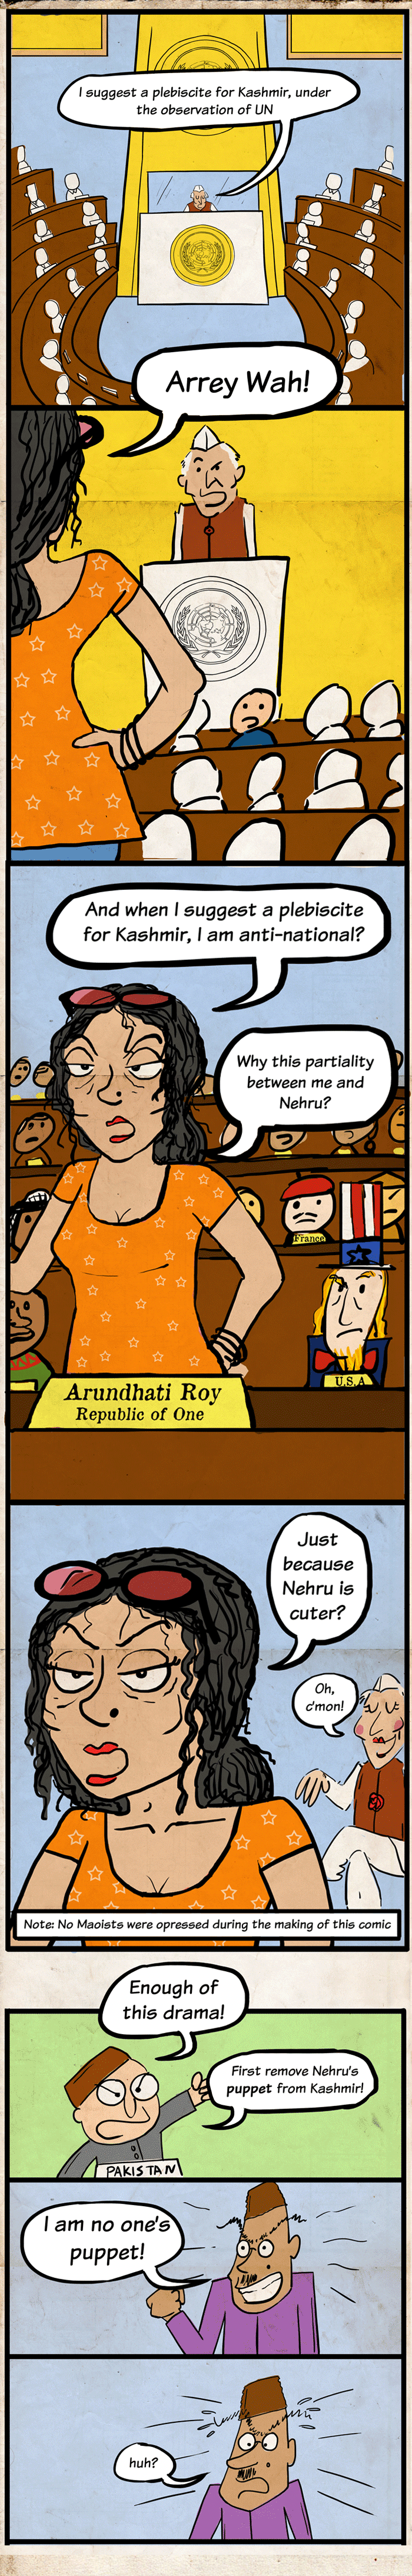 I suggest a plebiscite for Kashmir, under
the observation of UN
Arrey Wah!
And when I suggest a plebiscite
for Kashmir, I am anti-national?
Why this partiality
between me and
Nehru?
France
U.S.A
Arundhati Roy
Republic of One
Just
because
Nehru is
cuter?
Oh,
c'mon!
Note: No Maoists were opressed during the making of this comic
Enough of
this drama!
First remove Nehru's
puppet from Kashmir!
PAKISTAN
I am no one's
puppet!
huh?